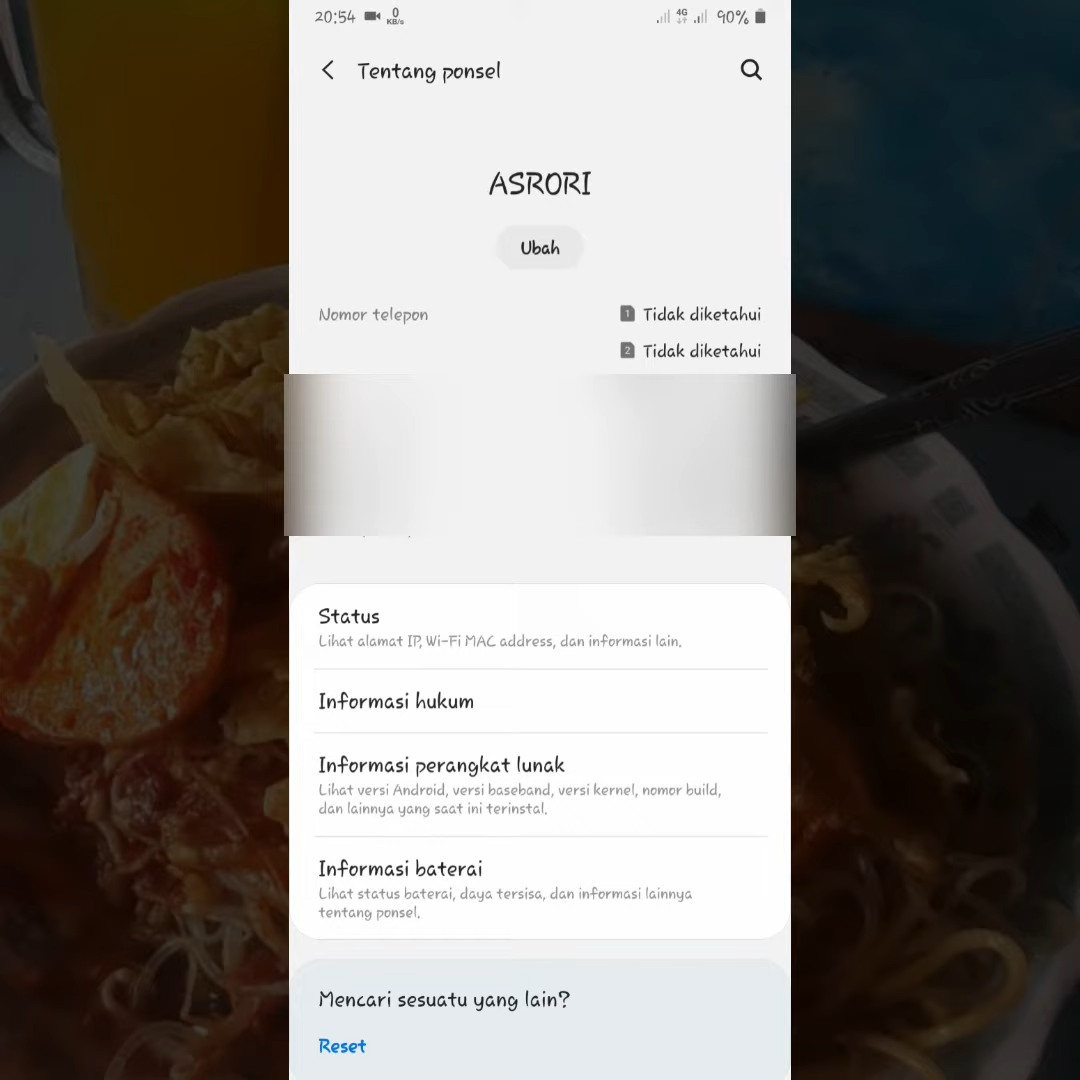 20:54 0 KB/s 4G 90%
Tentang ponsel
ASRORI
Ubah
Nomor telepon 1 Tidak diketahui
2 Tidak diketahui
Status
Lihat alamat IP, Wi-Fi MAC address, dan informasi lain.
Informasi hukum
Informasi perangkat lunak
Lihat versi Android, versi baseband, versi kernel, nomor build,
dan lainnya yang saat ini terinstal.
Informasi baterai
Lihat status baterai, daya tersisa, dan informasi lainnya
tentang ponsel.
Mencari sesuatu yang lain?
Reset